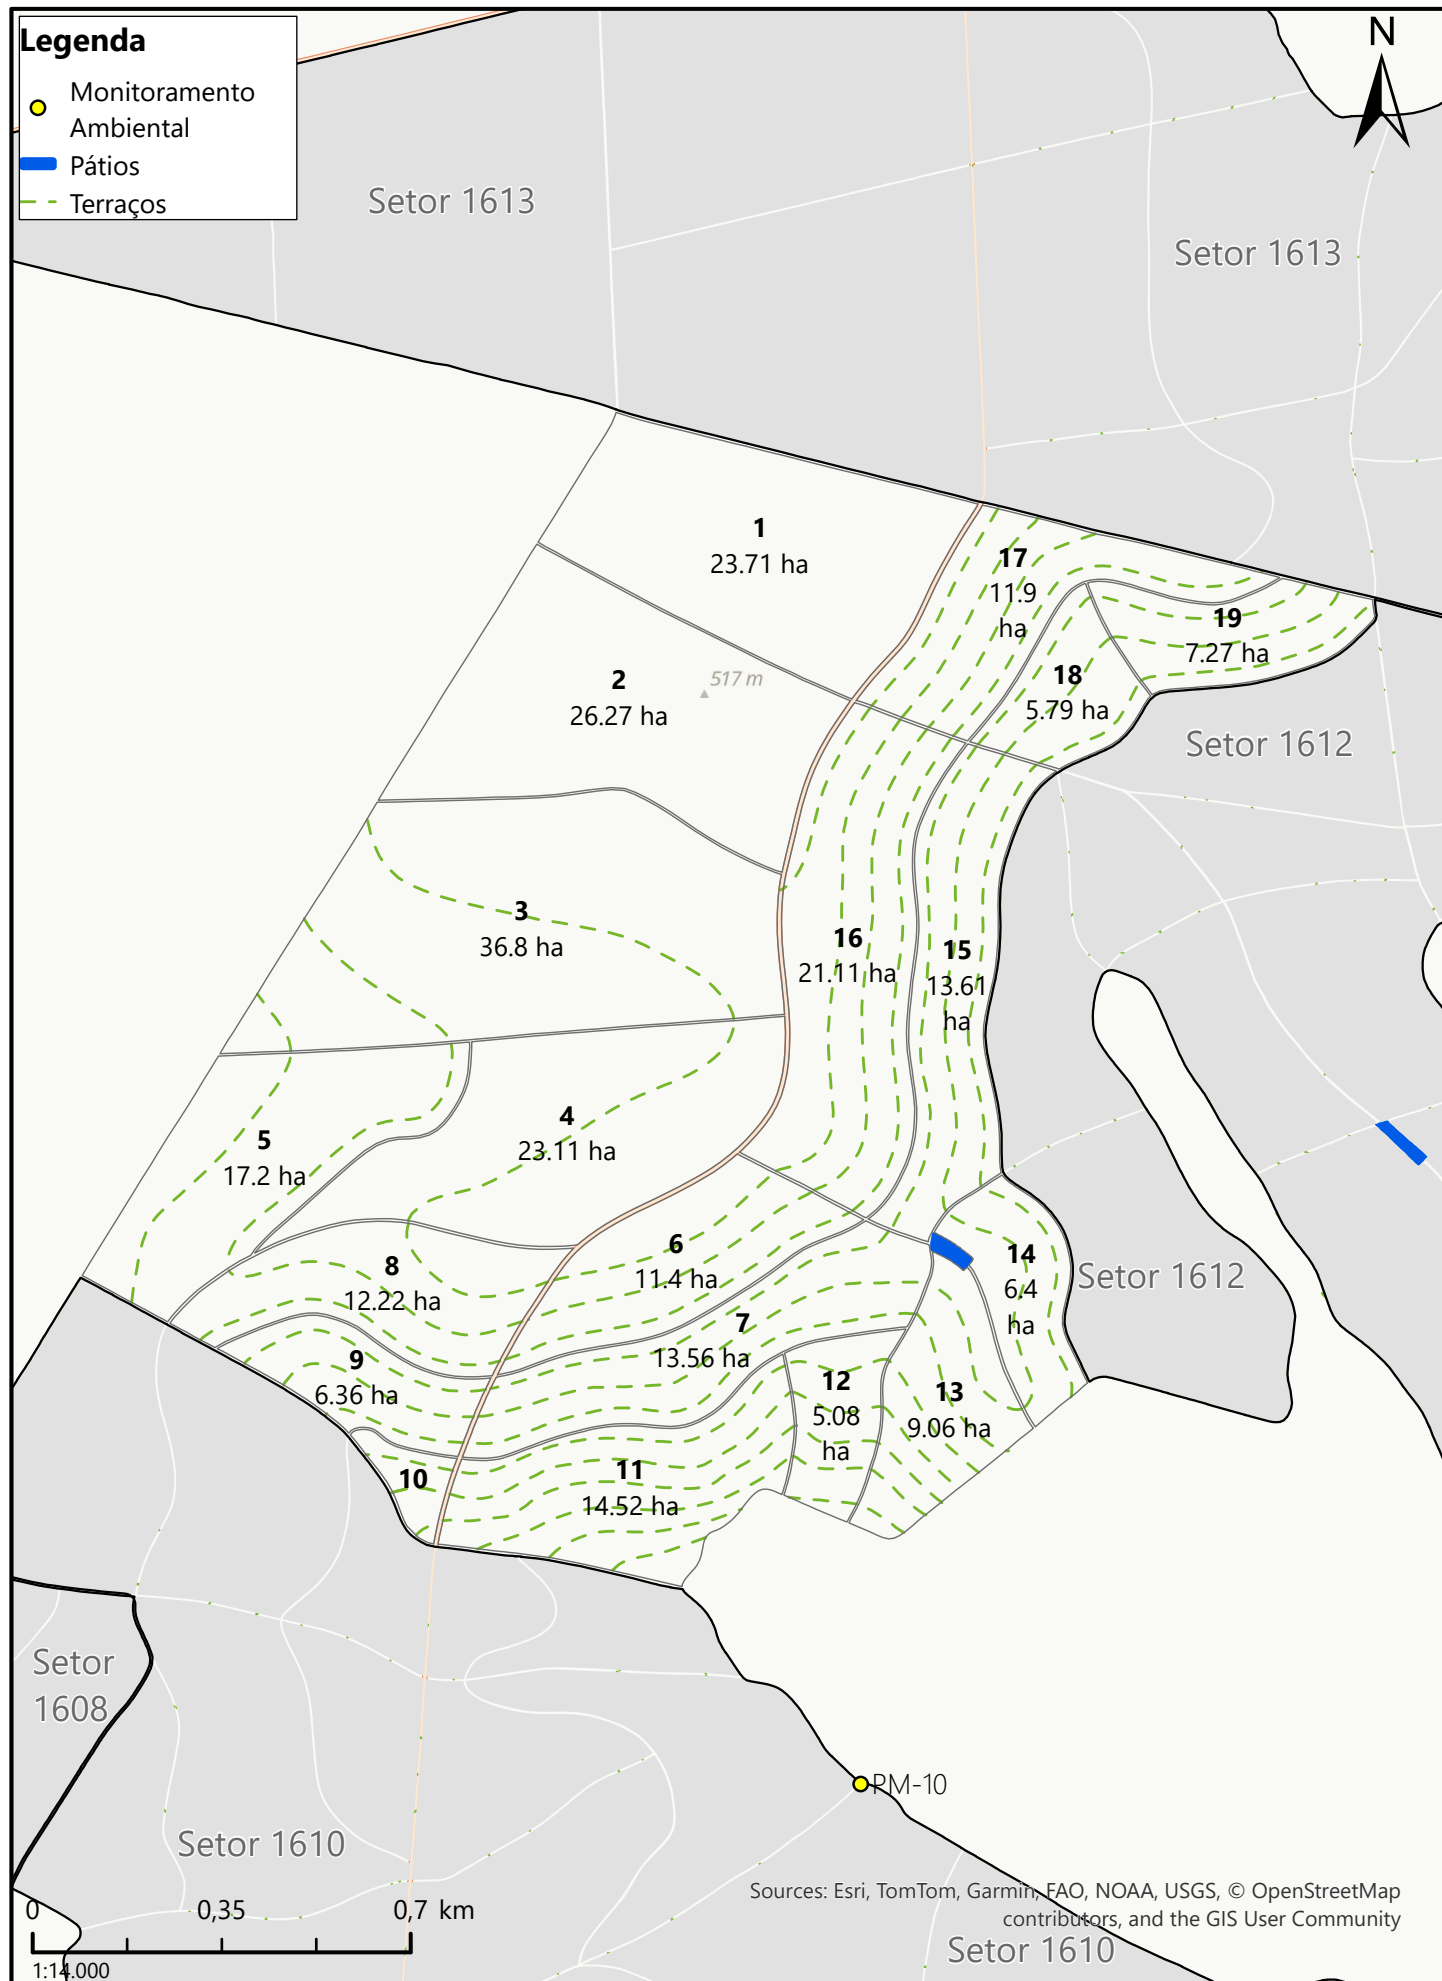 Legenda
Monitoramento
Ambiental
Pátios
Terraços
N
Setor 1613
Setor 1613
1
23.71 ha
17
11.9
ha
19
7.27 ha
2
26.27 ha
517 m
18
5.79 ha
Setor 1612
3
36.8 ha
16
21.11 ha
15
13.61
ha
4
23.11 ha
5
17.2 ha
6
11.4 ha
14
6.4
ha
Setor 1612
8
12.22 ha
7
13.56 ha
9
6.36 ha
12
5.08
ha
13
9.06 ha
10
11
14.52 ha
Setor
1608
PM-10
Setor 1610
Sources: Esri, TomTom, Garmin, FAO, NOAA, USGS, © OpenStreetMap
contributors, and the GIS User Community
0 0,35 0,7 km
Setor 1610
1:14.000